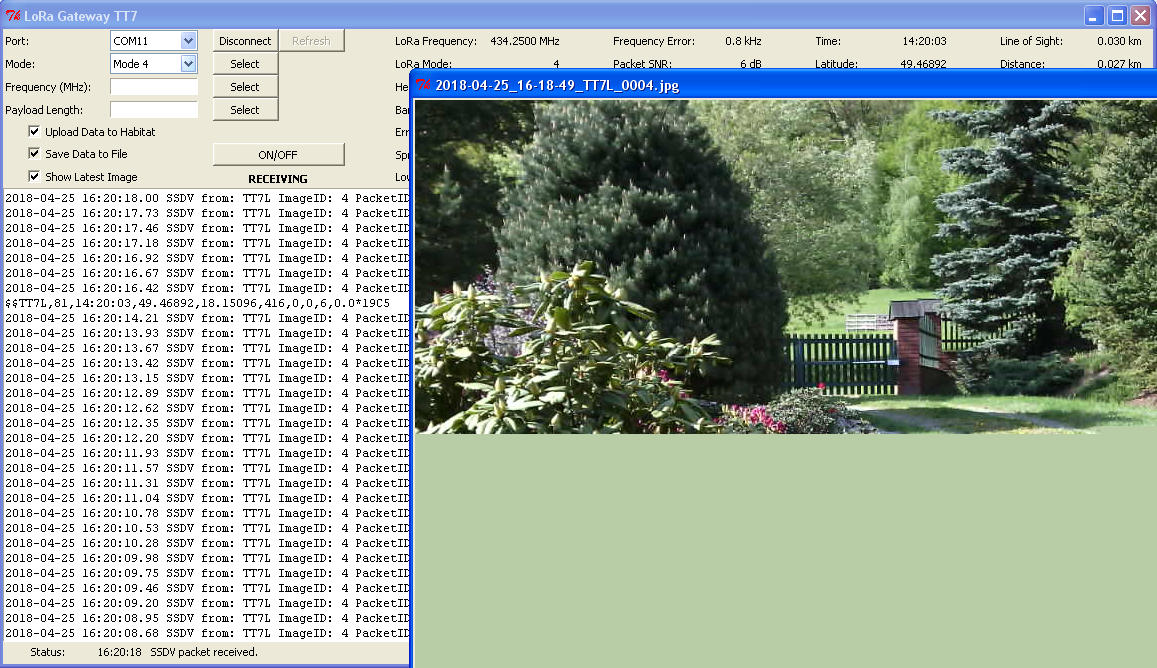 LoRa Gateway TT7
Port: COM11 Disconnect Refresh LoRa Frequency: 434.2500 MHz Frequency Error: 0.8 kHz Time: 14:20:03 Line of Sight: 0.030 km
Mode: Mode 4 Select LoRa Mode: 4 Packet SNR: 6 dB Latitude: 49.46892 Distance: 0.027 km
2018-04-25_16-18-49_TT7L_0004.jpg
Frequency (MHz): Select He
Payload Length: Select Ban
Upload Data to Habitat Err
Save Data to File ON/OFF Spr
Show Latest Image RECEIVING Lov
2018-04-25 16:20:18.00 SSDV from: TT7L ImageID: 4 PacketID
2018-04-25 16:20:17.73 SSDV from: TT7L ImageID: 4 PacketID
2018-04-25 16:20:17.46 SSDV from: TT7L ImageID: 4 PacketID
2018-04-25 16:20:17.18 SSDV from: TT7L ImageID: 4 PacketID
2018-04-25 16:20:16.92 SSDV from: TT7L ImageID: 4 PacketID
2018-04-25 16:20:16.67 SSDV from: TT7L ImageID: 4 PacketID
2018-04-25 16:20:16.42 SSDV from: TT7L ImageID: 4 PacketID
$$TT7L,81,14:20:03,49.46892,18.15096,416,0,0,6,0.0*19C5
2018-04-25 16:20:14.21 SSDV from: TT7L ImageID: 4 PacketID
2018-04-25 16:20:13.93 SSDV from: TT7L ImageID: 4 PacketID
2018-04-25 16:20:13.67 SSDV from: TT7L ImageID: 4 PacketID
2018-04-25 16:20:13.42 SSDV from: TT7L ImageID: 4 PacketID
2018-04-25 16:20:13.15 SSDV from: TT7L ImageID: 4 PacketID
2018-04-25 16:20:12.89 SSDV from: TT7L ImageID: 4 PacketID
2018-04-25 16:20:12.62 SSDV from: TT7L ImageID: 4 PacketID
2018-04-25 16:20:12.35 SSDV from: TT7L ImageID: 4 PacketID
2018-04-25 16:20:12.20 SSDV from: TT7L ImageID: 4 PacketID
2018-04-25 16:20:11.93 SSDV from: TT7L ImageID: 4 PacketID
2018-04-25 16:20:11.57 SSDV from: TT7L ImageID: 4 PacketID
2018-04-25 16:20:11.31 SSDV from: TT7L ImageID: 4 PacketID
2018-04-25 16:20:11.04 SSDV from: TT7L ImageID: 4 PacketID
2018-04-25 16:20:10.78 SSDV from: TT7L ImageID: 4 PacketID
2018-04-25 16:20:10.53 SSDV from: TT7L ImageID: 4 PacketID
2018-04-25 16:20:10.28 SSDV from: TT7L ImageID: 4 PacketID
2018-04-25 16:20:09.98 SSDV from: TT7L ImageID: 4 PacketID
2018-04-25 16:20:09.75 SSDV from: TT7L ImageID: 4 PacketID
2018-04-25 16:20:09.46 SSDV from: TT7L ImageID: 4 PacketID
2018-04-25 16:20:09.20 SSDV from: TT7L ImageID: 4 PacketID
2018-04-25 16:20:08.95 SSDV from: TT7L ImageID: 4 PacketID
2018-04-25 16:20:08.68 SSDV from: TT7L ImageID: 4 PacketID
Status: 16:20:18 SSDV packet received.